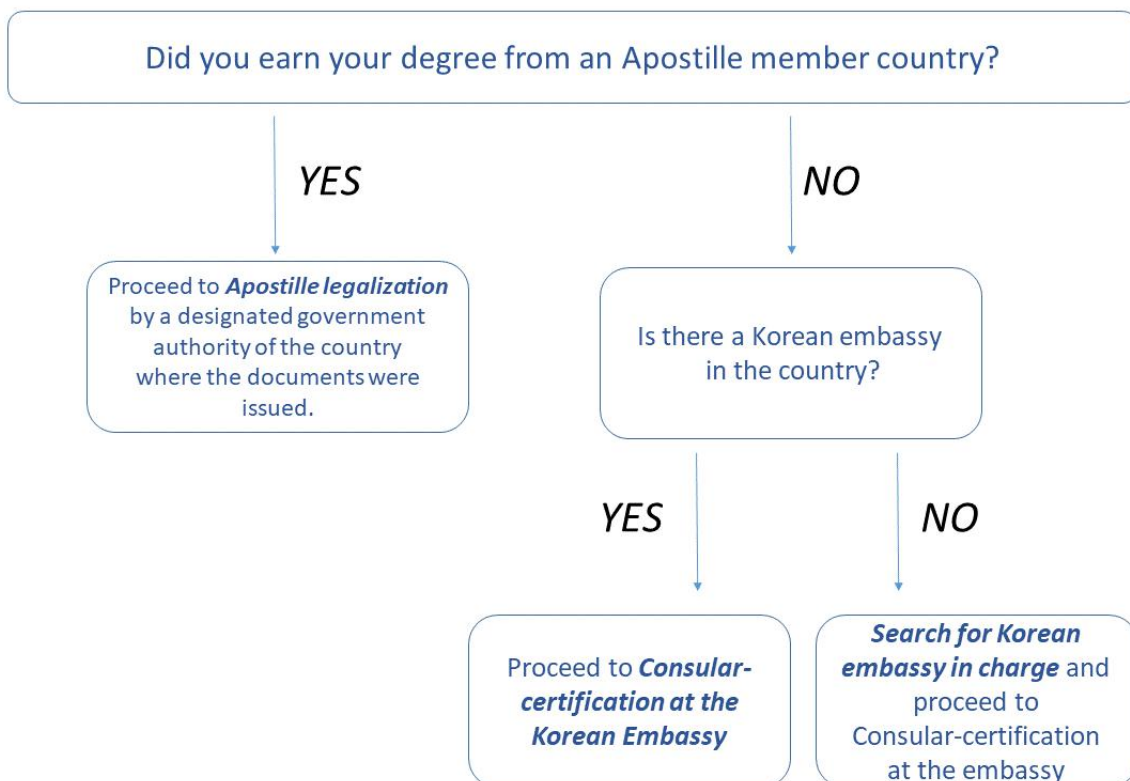 Did you earn your degree from an Apostille member country?
YES
NO
Proceed to Apostille legalization
by a designated government
authority of the country
where the documents were
issued.
Is there a Korean embassy
in the country?
YES
NO
Proceed to Consular-
certification at the
Korean Embassy
Search for Korean
embassy in charge and
proceed to
Consular-certification
at the embassy